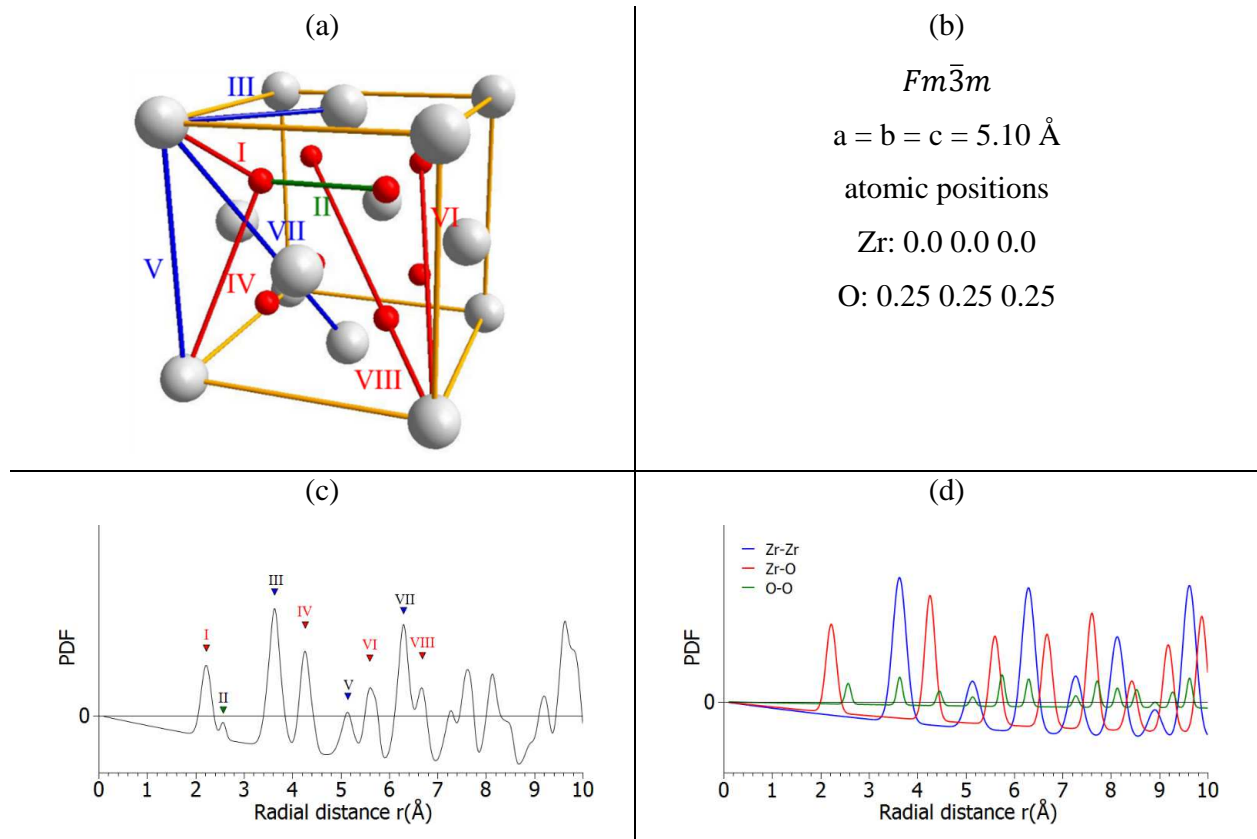 (a)
III
I
II
VII
VI
V
IV
VIII
(b)
Fm3̅m
a = b = c = 5.10 Å
atomic positions
Zr: 0.0 0.0 0.0
O: 0.25 0.25 0.25
(c)
PDF
III
VII
IV
I
VI
VIII
II
V
0
0 1 2 3 4 5 6 7 8 9 10
Radial distance r(Å)
(d)
PDF
Zr-Zr
Zr-O
O-O
0
0 1 2 3 4 5 6 7 8 9 10
Radial distance r(Å)